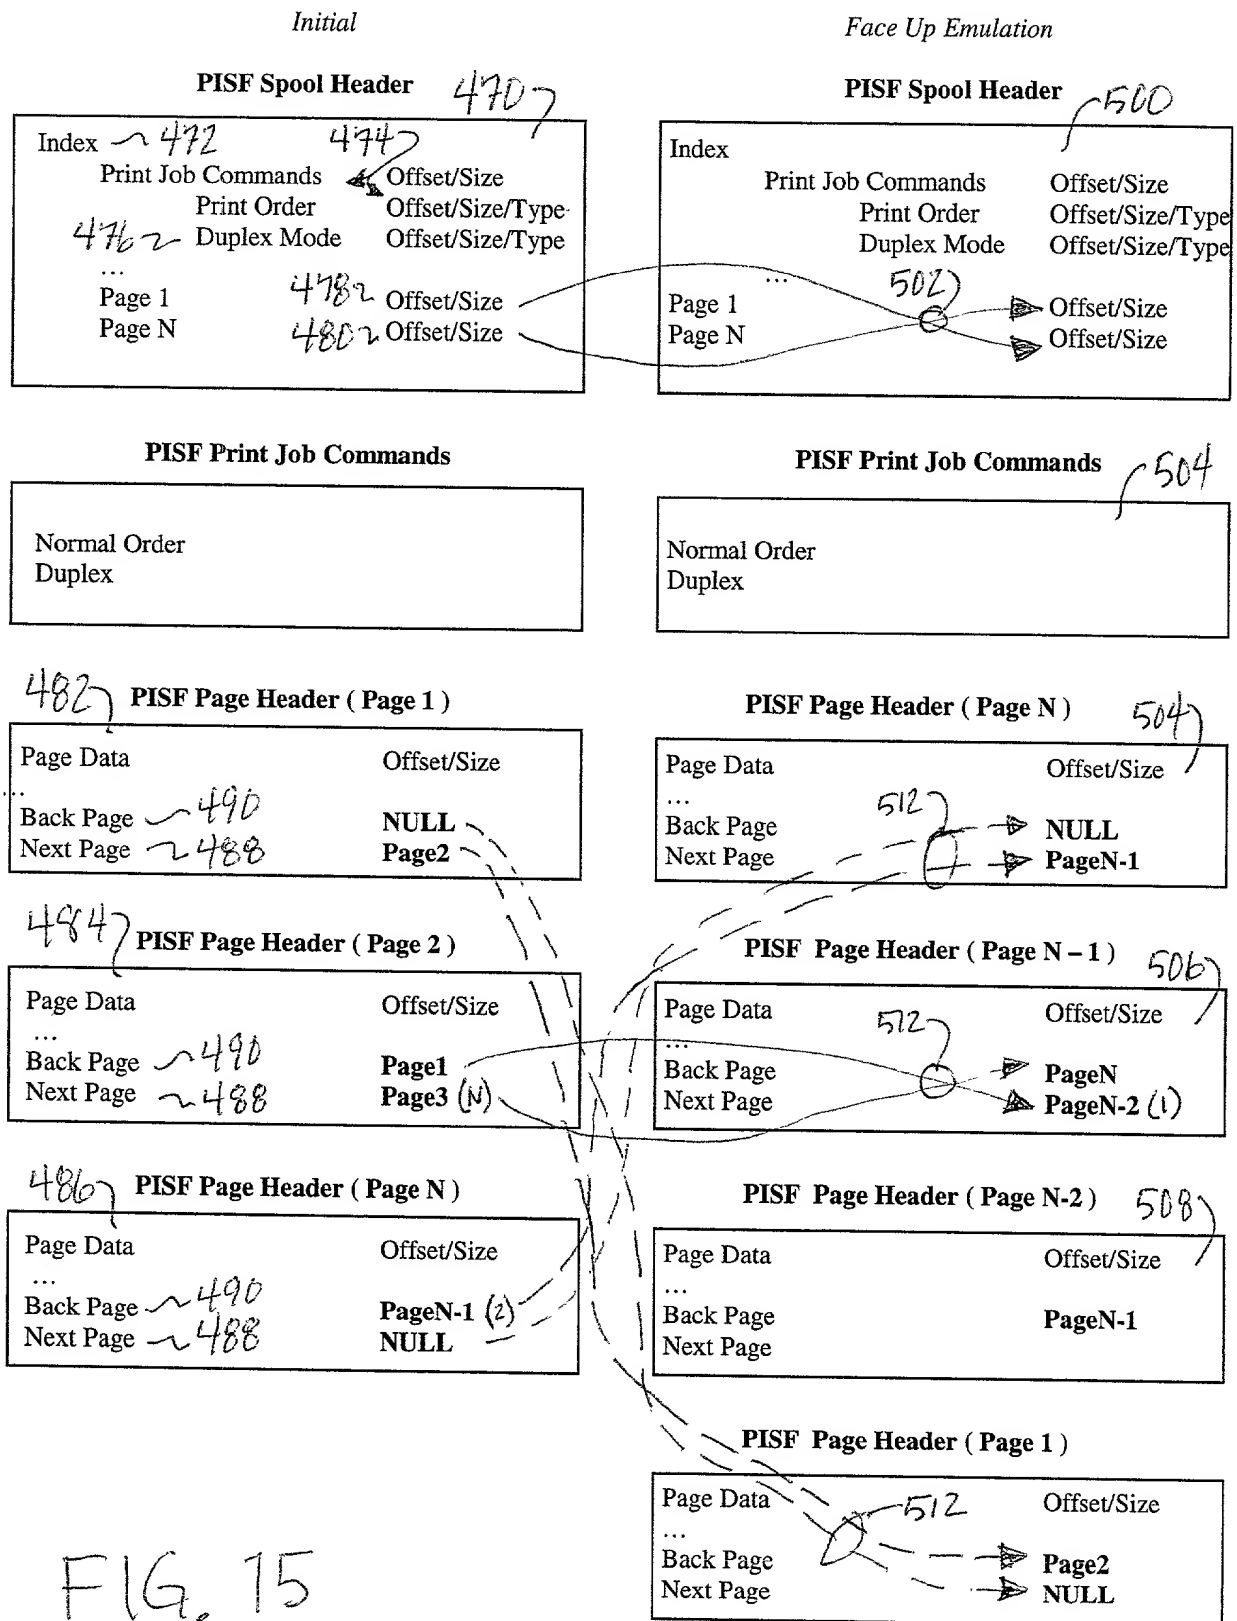 Initial
PISF Spool Header 470
Index 472 474
Print Job Commands Offset/Size
Print Order Offset/Size/Type
476 Duplex Mode Offset/Size/Type
...
Page 1 478 Offset/Size
Page N 480 Offset/Size
PISF Print Job Commands
Normal Order
Duplex
482 PISF Page Header ( Page 1 )
Page Data Offset/Size
...
Back Page 490 NULL
Next Page 488 Page2
484 PISF Page Header ( Page 2 )
Page Data Offset/Size
...
Back Page 490 Page1
Next Page 488 Page3 (N)
486 PISF Page Header ( Page N )
Page Data Offset/Size
...
Back Page 490 PageN-1 (2)
Next Page 488 NULL
Face Up Emulation
PISF Spool Header 500
Index
Print Job Commands Offset/Size
Print Order Offset/Size/Type
Duplex Mode Offset/Size/Type
... 502
Page 1 Offset/Size
Page N Offset/Size
PISF Print Job Commands 504
Normal Order
Duplex
PISF Page Header ( Page N ) 504
Page Data Offset/Size
... 512
Back Page NULL
Next Page PageN-1
PISF Page Header ( Page N – 1 ) 506
Page Data 512 Offset/Size
...
Back Page PageN
Next Page PageN-2 (1)
PISF Page Header ( Page N-2 ) 508
Page Data Offset/Size
...
Back Page PageN-1
Next Page
PISF Page Header ( Page 1 )
Page Data 512 Offset/Size
...
Back Page Page2
Next Page NULL
FIG. 15